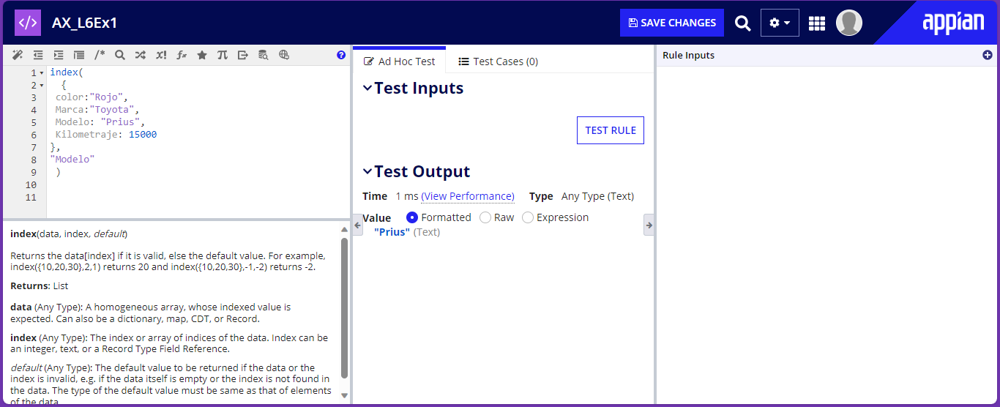 </> AX_L6Ex1
SAVE CHANGES
appian
/* x! fx π ?
1 index(
2 {
3 color:"Rojo",
4 Marca:"Toyota",
5 Modelo: "Prius",
6 Kilometraje: 15000
7 },
8 "Modelo"
9 )
10
11
index(data, index, default)
Returns the data[index] if it is valid, else the default value. For example,
index({10,20,30},2,1) returns 20 and index({10,20,30},-1,-2) returns -2.
Returns: List
data (Any Type): A homogeneous array, whose indexed value is
expected. Can also be a dictionary, map, CDT, or Record.
index (Any Type): The index or array of indices of the data. Index can be
an integer, text, or a Record Type Field Reference.
default (Any Type): The default value to be returned if the data or the
index is invalid, e.g. if the data itself is empty or the index is not found in
the data. The type of the default value must be same as that of elements
of the data
Ad Hoc Test
Test Cases (0)
Test Inputs
TEST RULE
Test Output
Time 1 ms (View Performance) Type Any Type (Text)
Value Formatted Raw Expression
"Prius" (Text)
Rule Inputs